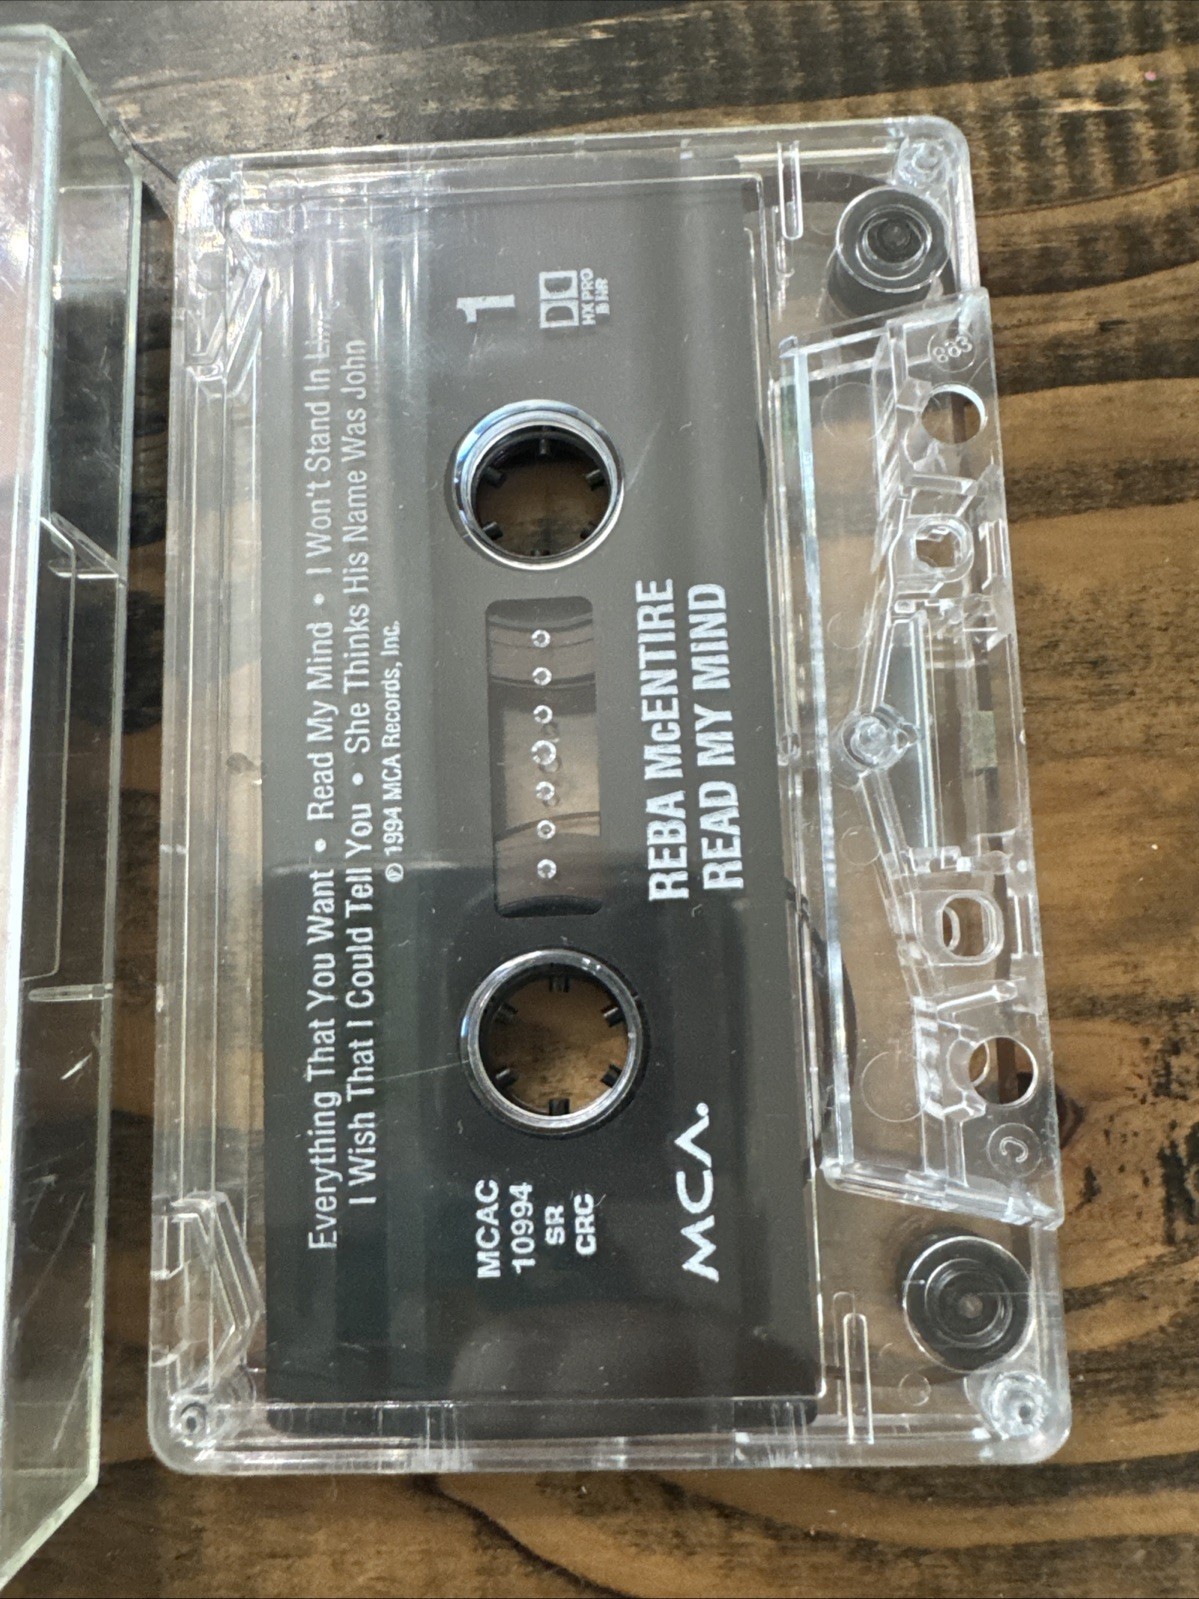 Everything That You Want • Read My Mind • I Won't Stand In Line
I Wish That I Could Tell You • She Thinks His Name Was John
℗ 1994 MCA Records, Inc.
MCAC
10994
SR
CRC
1
HX PRO
B NR
REBA McENTIRE
READ MY MIND
MCA
C